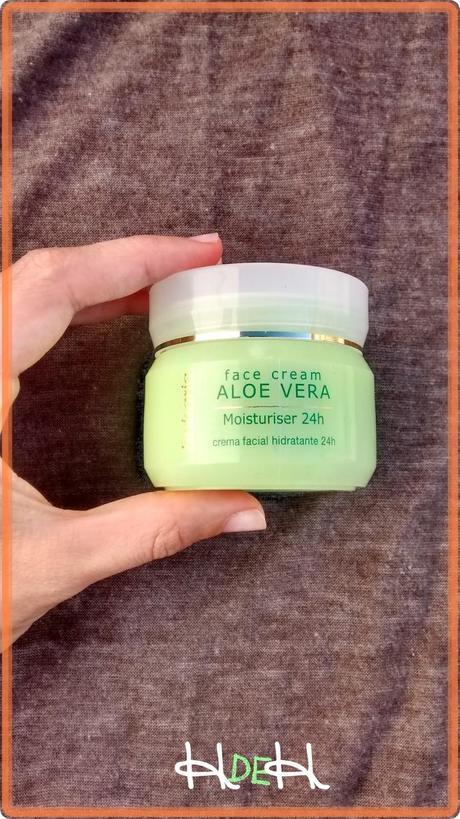 face cream
ALOE VERA
Moisturiser 24h
crema facial hidratante 24h
HDEH